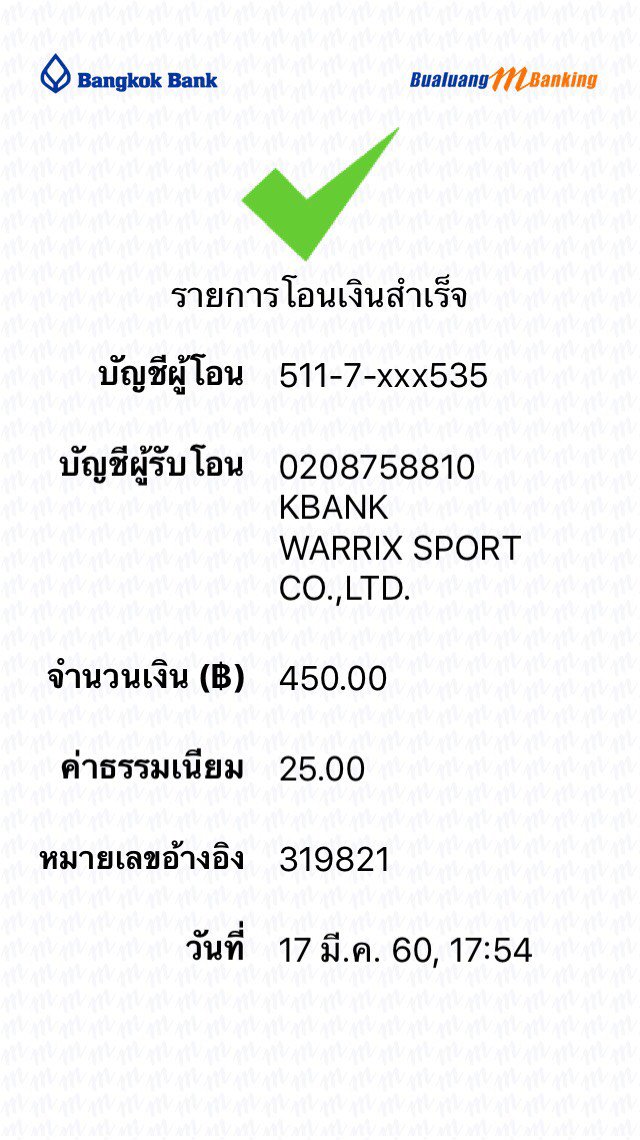 Bangkok Bank
Bualuang mBanking
รายการโอนเงินสำเร็จ
บัญชีผู้โอน 511-7-xxx535
บัญชีผู้รับโอน 0208758810
KBANK
WARRIX SPORT
CO.,LTD.
จำนวนเงิน (฿) 450.00
ค่าธรรมเนียม 25.00
หมายเลขอ้างอิง 319821
วันที่ 17 มี.ค. 60, 17:54